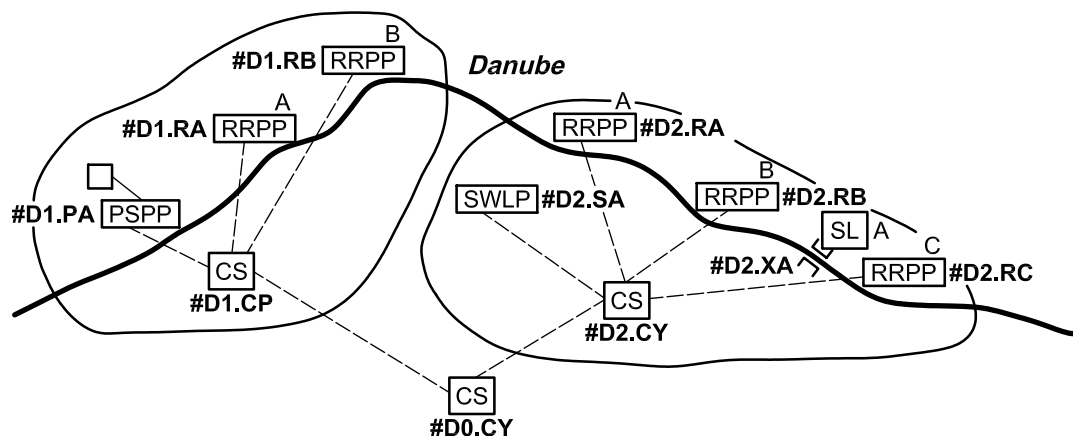 B
#D1.RB RRPP
Danube
A
#D1.RA RRPP
A
RRPP #D2.RA
B
RRPP #D2.RB
#D1.PA PSPP
SWLP #D2.SA
SL A
C
#D2.XA
RRPP #D2.RC
CS
#D1.CP
CS
#D2.CY
CS
#D0.CY